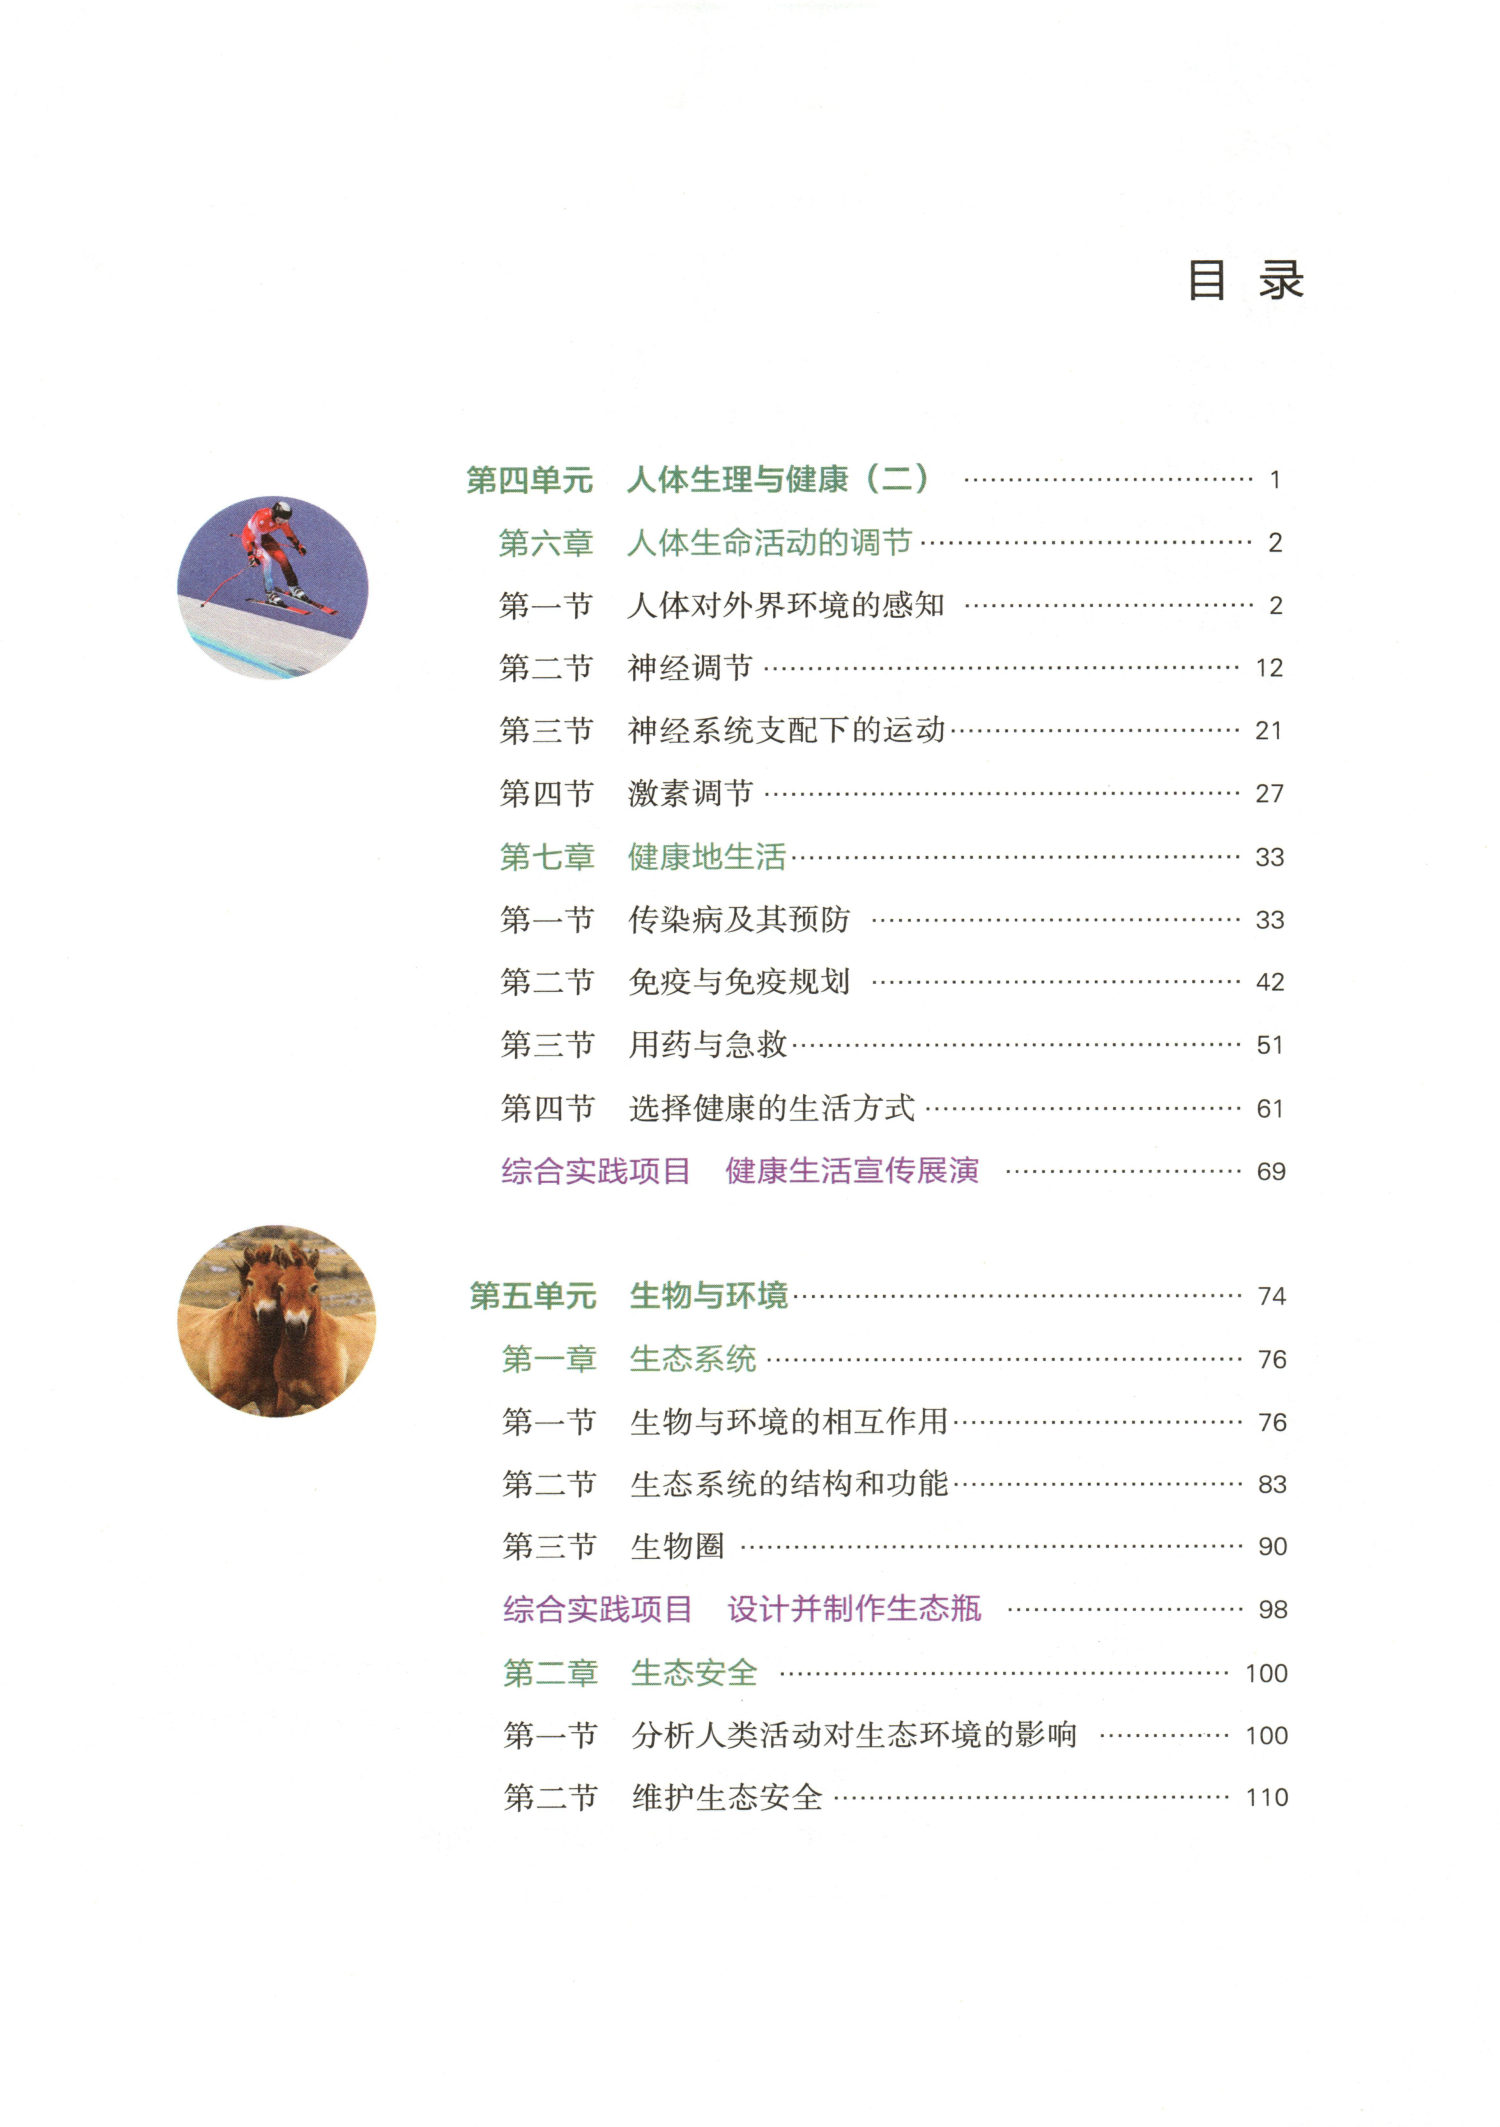 目 录
第四单元 人体生理与健康（二） ································ 1
第六章 人体生命活动的调节 ····································· 2
第一节 人体对外界环境的感知 ································ 2
第二节 神经调节 ····················································· 12
第三节 神经系统支配下的运动 ································ 21
第四节 激素调节 ····················································· 27
第七章 健康地生活 ·················································· 33
第一节 传染病及其预防 ········································· 33
第二节 免疫与免疫规划 ········································· 42
第三节 用药与急救 ·················································· 51
第四节 选择健康的生活方式 ··································· 61
综合实践项目 健康生活宣传展演 ·························· 69
第五单元 生物与环境 ·················································· 74
第一章 生态系统 ····················································· 76
第一节 生物与环境的相互作用 ································ 76
第二节 生态系统的结构和功能 ································ 83
第三节 生物圈 ························································ 90
综合实践项目 设计并制作生态瓶 ·························· 98
第二章 生态安全 ·················································· 100
第一节 分析人类活动对生态环境的影响 ··············· 100
第二节 维护生态安全 ············································ 110